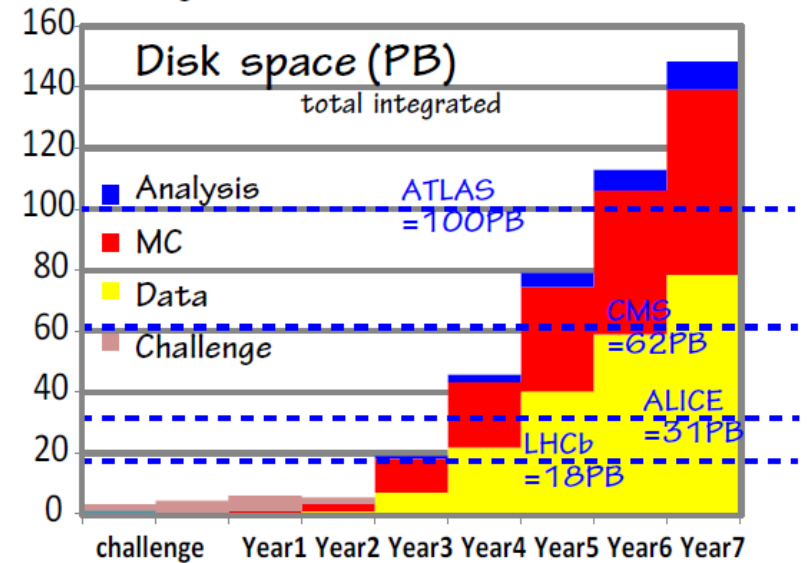 160
Disk space (PB)
140
total integrated
120
Analysis
ATLAS
100
=100PB
MC
80
Data
CMS
60
=62PB
Challenge
40
ALICE
=31PB
LHCb
20
=18PB
0
challenge Year1 Year2 Year3 Year4 Year5 Year6 Year7